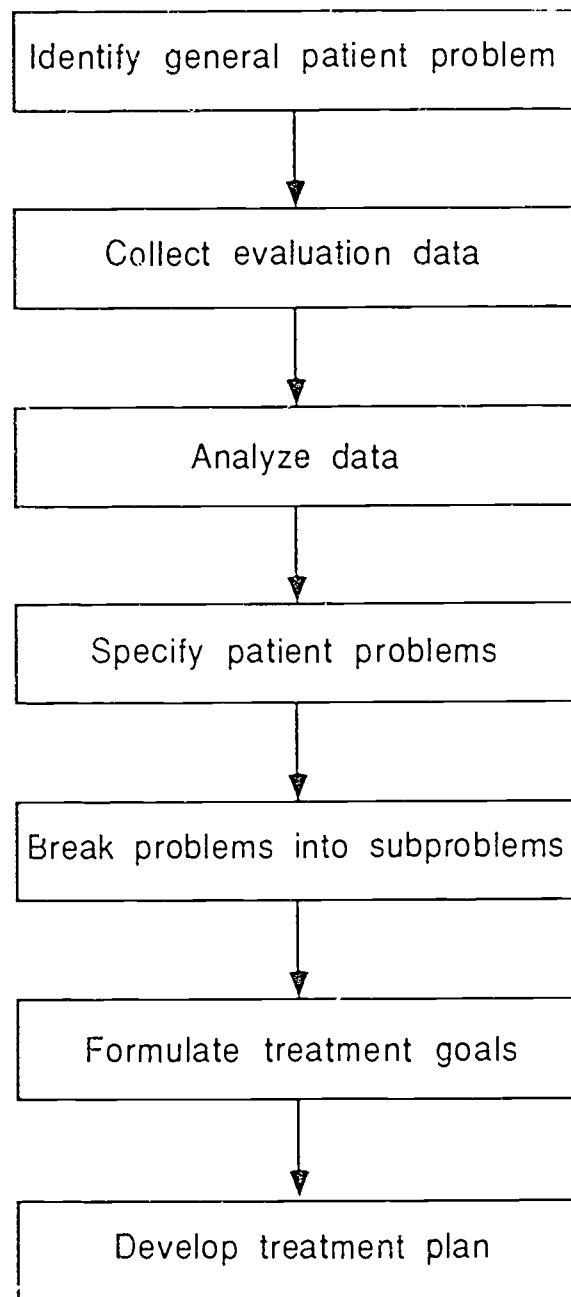 Identify general patient problem
Collect evaluation data
Analyze data
Specify patient problems
Break problems into subproblems
Formulate treatment goals
Develop treatment plan